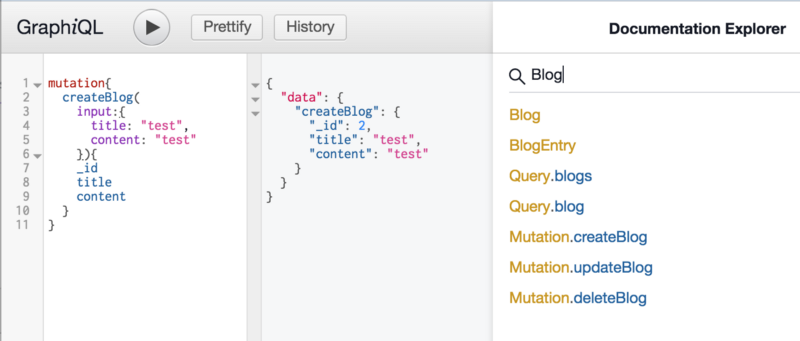 GraphiQL
Prettify
History
Documentation Explorer
1 mutation{
2 createBlog(
3 input:{
4 title: "test",
5 content: "test"
6 }){
7 _id
8 title
9 content
10 }
11 }
{
"data": {
"createBlog": {
"_id": 2,
"title": "test",
"content": "test"
}
}
}
Blog
Blog
BlogEntry
Query.blogs
Query.blog
Mutation.createBlog
Mutation.updateBlog
Mutation.deleteBlog